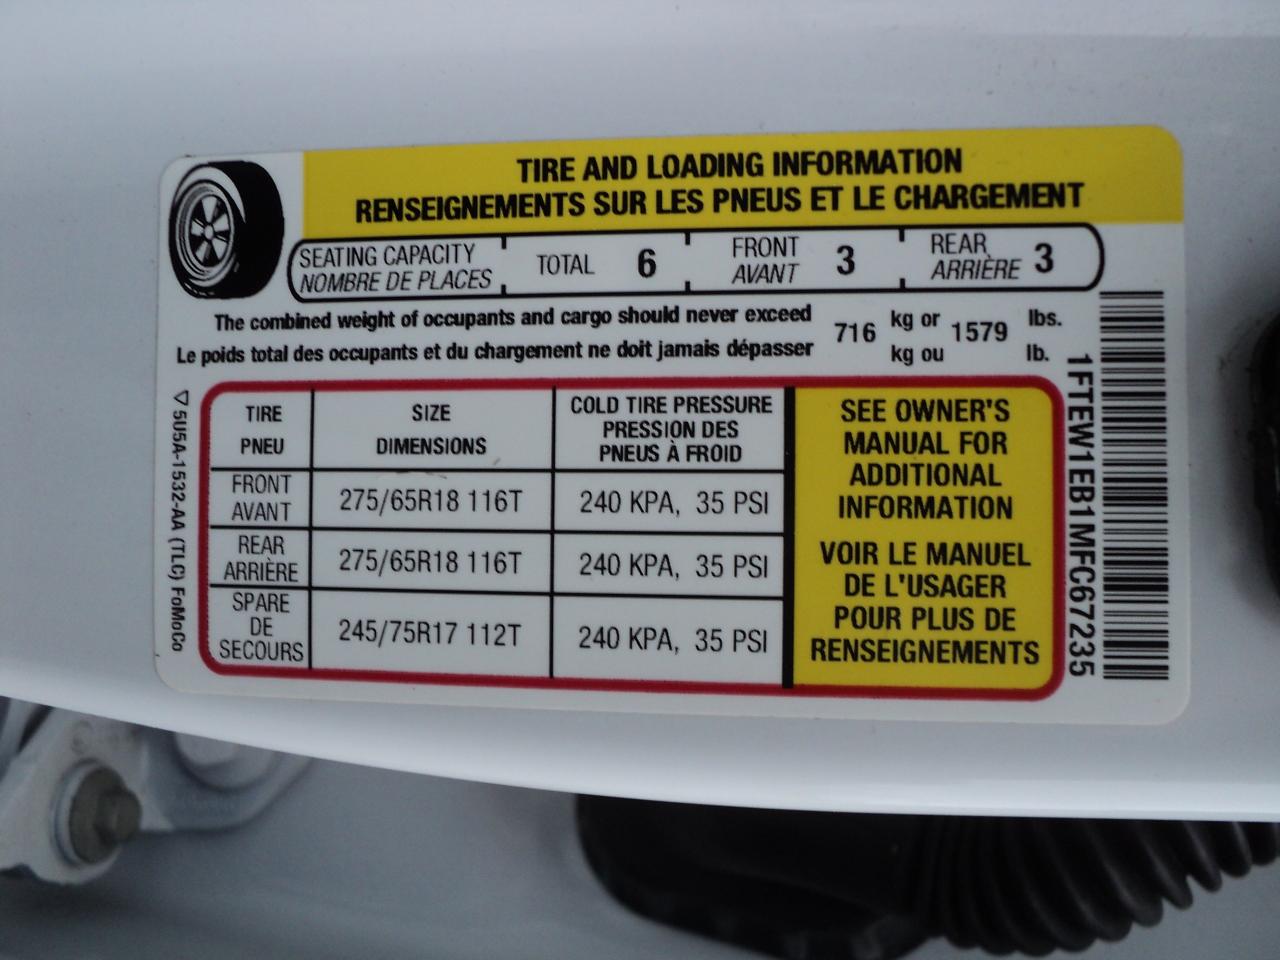 TIRE AND LOADING INFORMATION
RENSEIGNEMENTS SUR LES PNEUS ET LE CHARGEMENT
SEATING CAPACITY TOTAL 6 FRONT 3 REAR 3
NOMBRE DE PLACES AVANT ARRIÈRE
The combined weight of occupants and cargo should never exceed 716 kg or 1579 lbs.
Le poids total des occupants et du chargement ne doit jamais dépasser kg ou lb.
TIRE SIZE COLD TIRE PRESSURE
PNEU DIMENSIONS PRESSION DES
PNEUS À FROID
FRONT
AVANT 275/65R18 116T 240 KPA, 35 PSI
REAR
ARRIÈRE 275/65R18 116T 240 KPA, 35 PSI
SPARE
DE
SECOURS 245/75R17 112T 240 KPA, 35 PSI
SEE OWNER'S
MANUAL FOR
ADDITIONAL
INFORMATION
VOIR LE MANUEL
DE L'USAGER
POUR PLUS DE
RENSEIGNEMENTS
1FTEW1EB1MFC67235
5U5A-1532-AA (TLC) FoMoCo